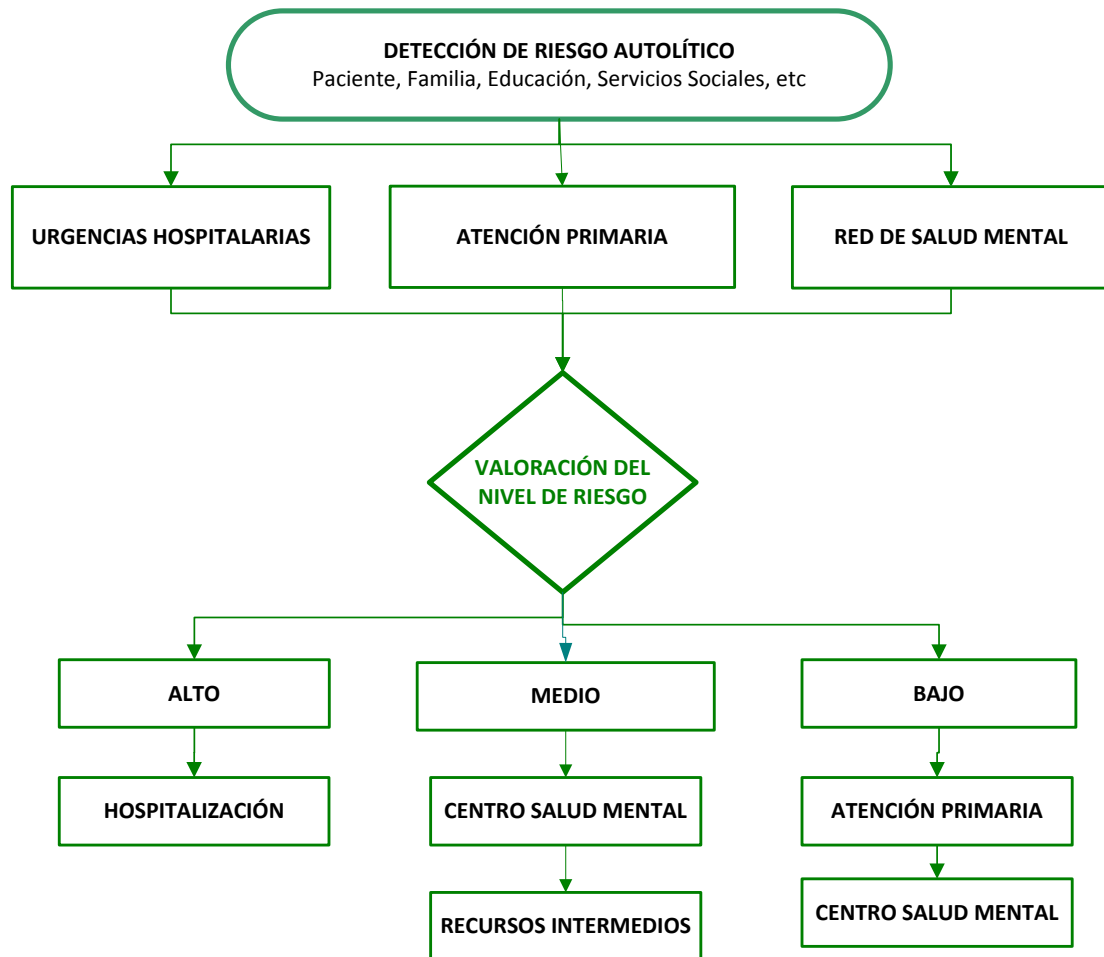 DETECCIÓN DE RIESGO AUTOLÍTICO
Paciente, Familia, Educación, Servicios Sociales, etc
URGENCIAS HOSPITALARIAS
ATENCIÓN PRIMARIA
RED DE SALUD MENTAL
VALORACIÓN DEL
NIVEL DE RIESGO
ALTO
MEDIO
BAJO
HOSPITALIZACIÓN
CENTRO SALUD MENTAL
ATENCIÓN PRIMARIA
RECURSOS INTERMEDIOS
CENTRO SALUD MENTAL